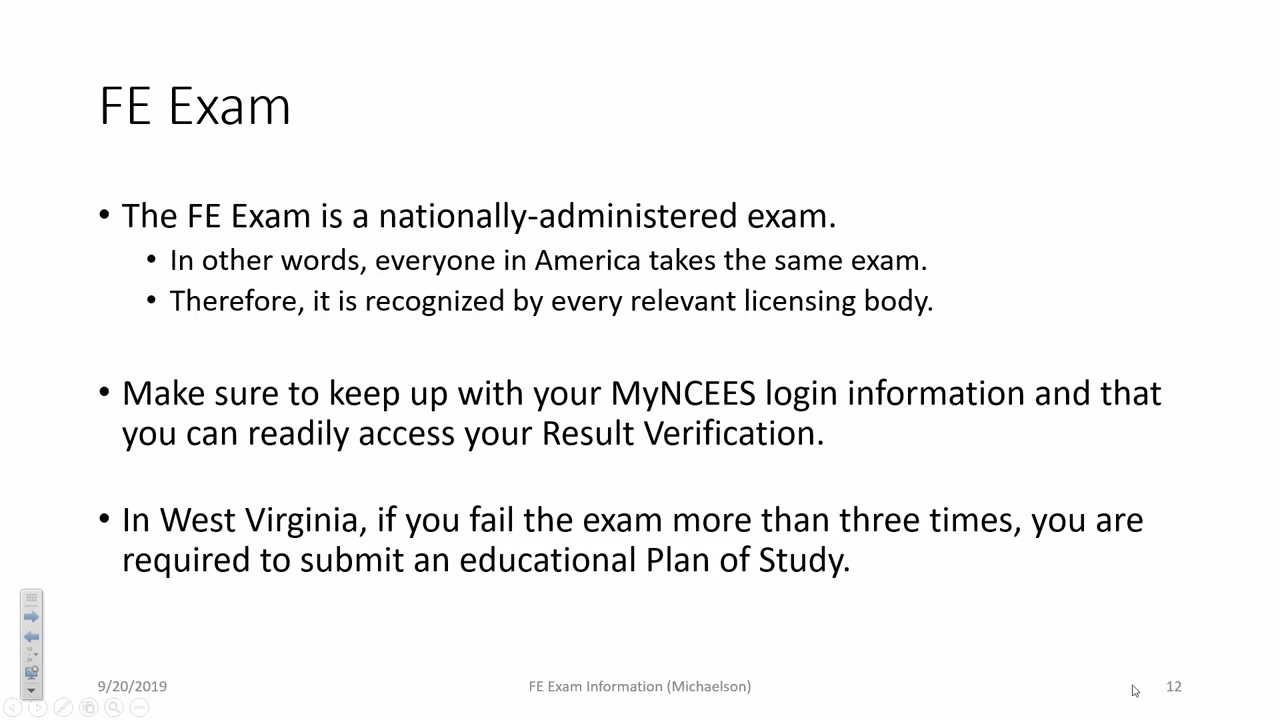 FE Exam
• The FE Exam is a nationally-administered exam.
• In other words, everyone in America takes the same exam.
• Therefore, it is recognized by every relevant licensing body.
• Make sure to keep up with your MyNCEES login information and that
you can readily access your Result Verification.
• In West Virginia, if you fail the exam more than three times, you are
required to submit an educational Plan of Study.
9/20/2019
FE Exam Information (Michaelson)
12